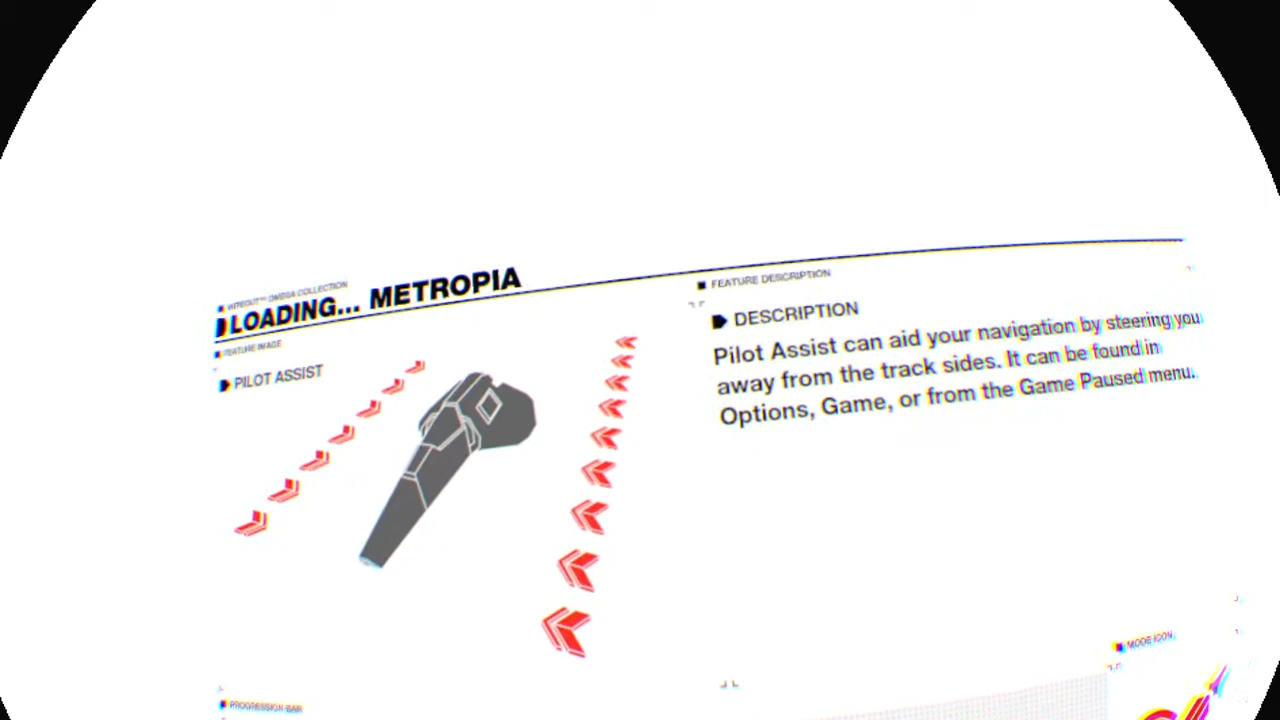 WIPEOUT™ OMEGA COLLECTION
LOADING... METROPIA
FEATURE IMAGE
PILOT ASSIST
FEATURE DESCRIPTION
DESCRIPTION
Pilot Assist can aid your navigation by steering you
away from the track sides. It can be found in
Options, Game, or from the Game Paused menu.
MODE ICON
PROGRESSION BAR